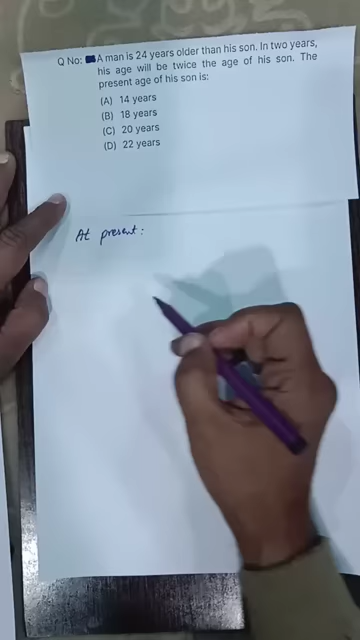 Q No: A man is 24 years older than his son. In two years,
his age will be twice the age of his son. The
present age of his son is:
(A) 14 years
(B) 18 years
(C) 20 years
(D) 22 years
At present: